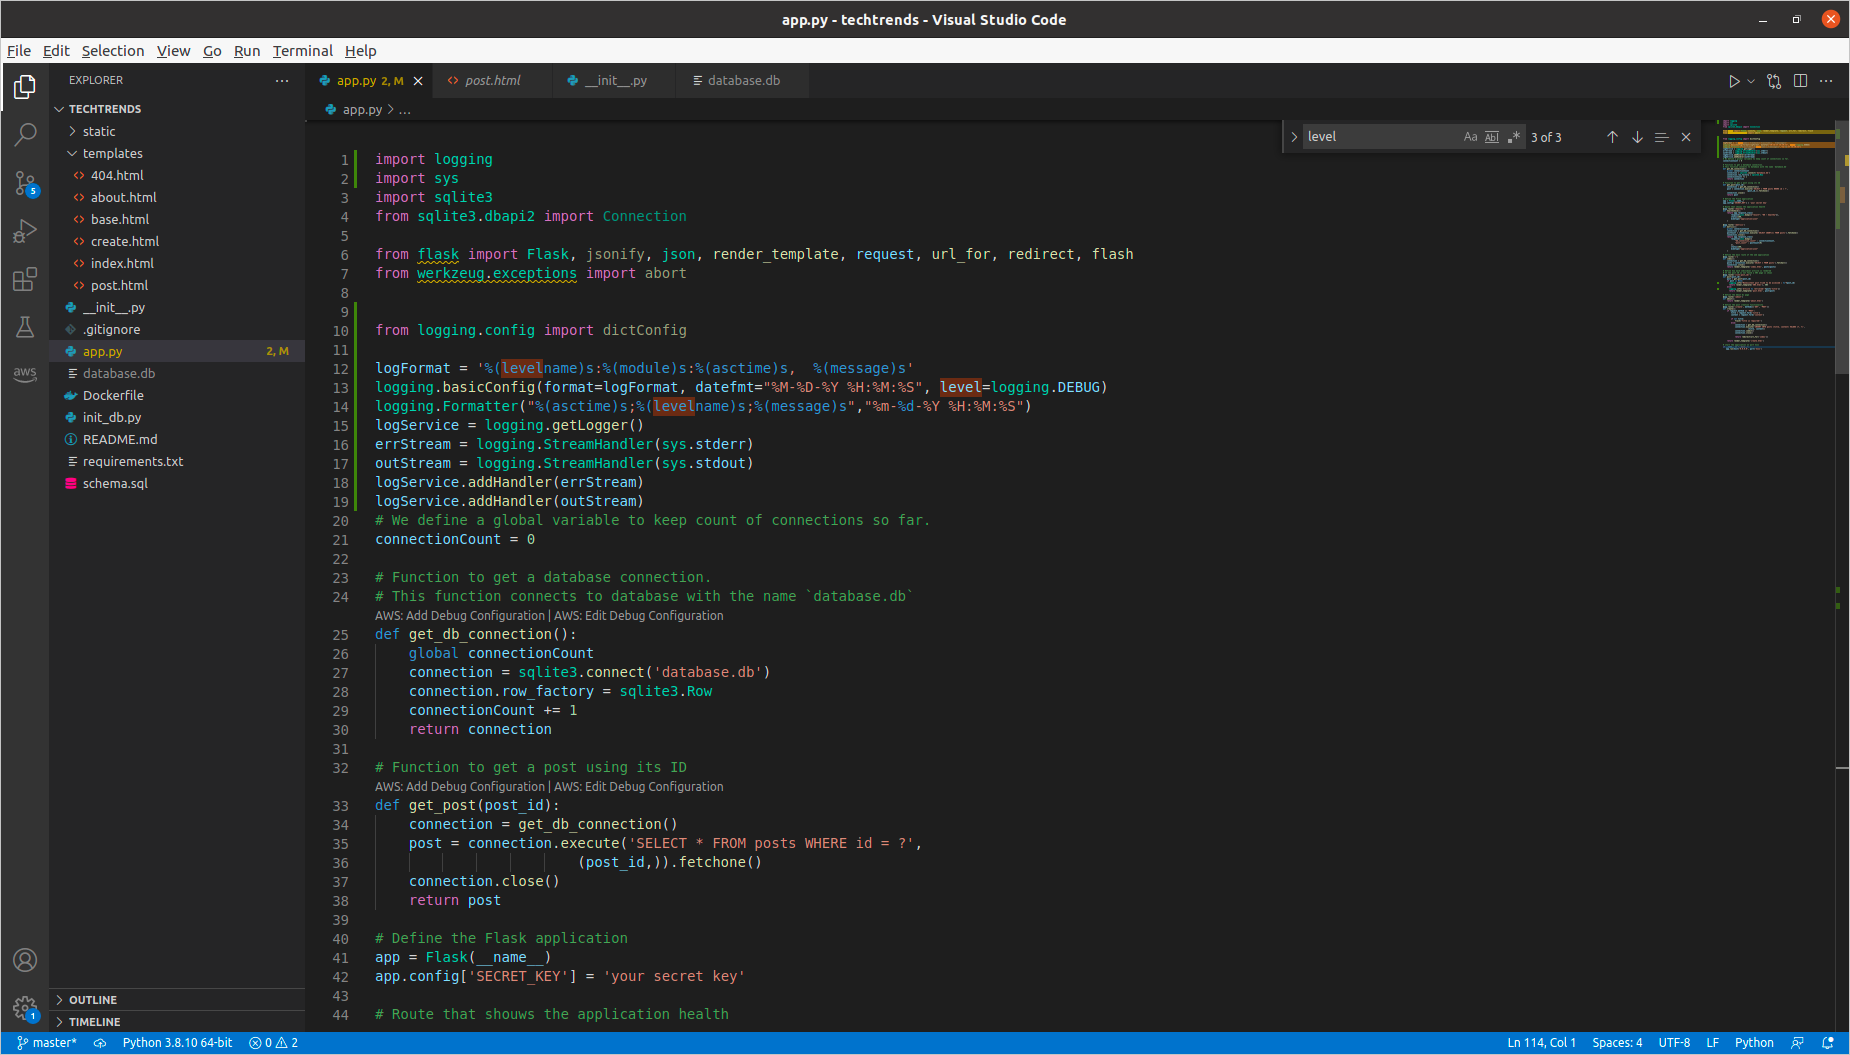 app.py - techtrends - Visual Studio Code
File Edit Selection View Go Run Terminal Help
EXPLORER
TECHTRENDS
static
templates
404.html
about.html
base.html
create.html
index.html
post.html
__init__.py
.gitignore
app.py 2, M
database.db
Dockerfile
init_db.py
README.md
requirements.txt
schema.sql
OUTLINE
TIMELINE
5
aws
1
app.py 2, M post.html __init__.py database.db
app.py > ...
level Aa Abl .* 3 of 3
1 import logging
2 import sys
3 import sqlite3
4 from sqlite3.dbapi2 import Connection
5
6 from flask import Flask, jsonify, json, render_template, request, url_for, redirect, flash
7 from werkzeug.exceptions import abort
8
9
10 from logging.config import dictConfig
11
12 logFormat = '%(levelname)s:%(module)s:%(asctime)s,  %(message)s'
13 logging.basicConfig(format=logFormat, datefmt="%M-%D-%Y %H:%M:%S", level=logging.DEBUG)
14 logging.Formatter("%(asctime)s;%(levelname)s;%(message)s","%m-%d-%Y %H:%M:%S")
15 logService = logging.getLogger()
16 errStream = logging.StreamHandler(sys.stderr)
17 outStream = logging.StreamHandler(sys.stdout)
18 logService.addHandler(errStream)
19 logService.addHandler(outStream)
20 # We define a global variable to keep count of connections so far.
21 connectionCount = 0
22
23 # Function to get a database connection.
24 # This function connects to database with the name `database.db`
AWS: Add Debug Configuration | AWS: Edit Debug Configuration
25 def get_db_connection():
26     global connectionCount
27     connection = sqlite3.connect('database.db')
28     connection.row_factory = sqlite3.Row
29     connectionCount += 1
30     return connection
31
32 # Function to get a post using its ID
AWS: Add Debug Configuration | AWS: Edit Debug Configuration
33 def get_post(post_id):
34     connection = get_db_connection()
35     post = connection.execute('SELECT * FROM posts WHERE id = ?',
36                         (post_id,)).fetchone()
37     connection.close()
38     return post
39
40 # Define the Flask application
41 app = Flask(__name__)
42 app.config['SECRET_KEY'] = 'your secret key'
43
44 # Route that shouws the application health
master* Python 3.8.10 64-bit 0 2 Ln 114, Col 1 Spaces: 4 UTF-8 LF Python